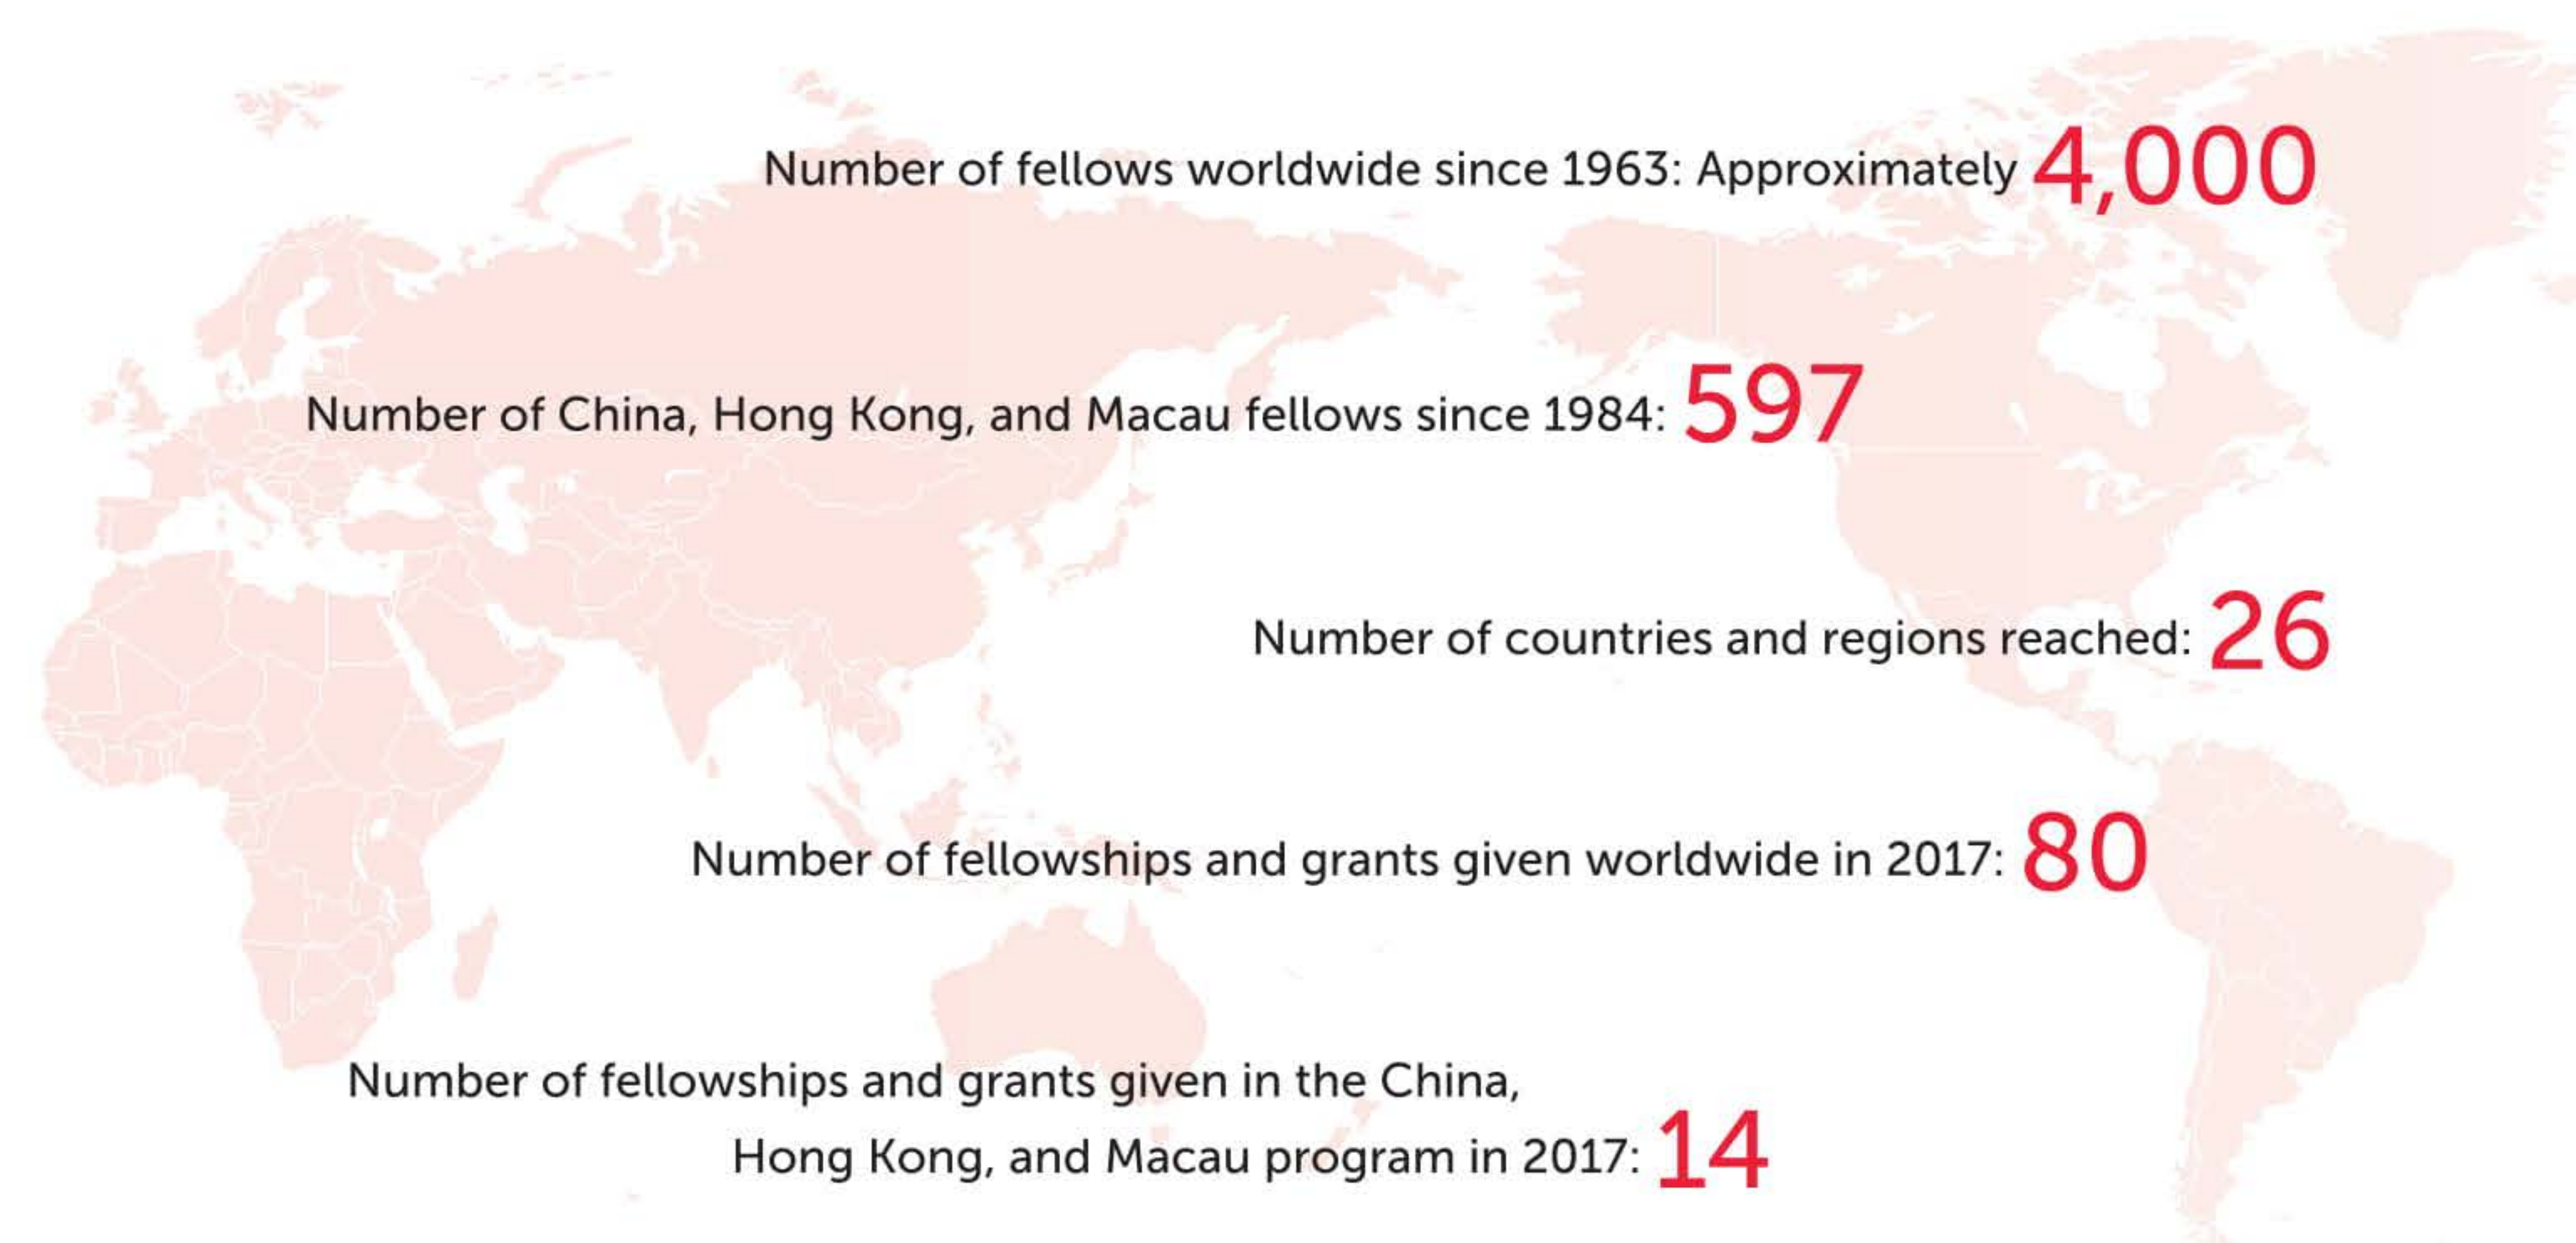 Number of fellows worldwide since 1963: Approximately 4,000
Number of China, Hong Kong, and Macau fellows since 1984: 597
Number of countries and regions reached: 26
Number of fellowships and grants given worldwide in 2017: 80
Number of fellowships and grants given in the China,
Hong Kong, and Macau program in 2017: 14